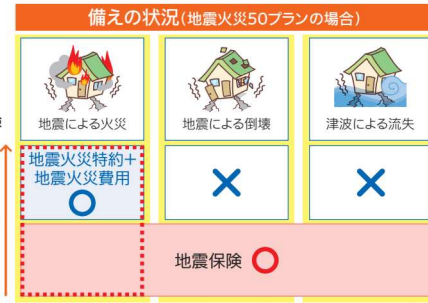 備えの状況(地震火災50プランの場合)
地震による火災
地震による倒壊
津波による流失
地震火災特約+
地震火災費用
○
×
×
地震保険 ○